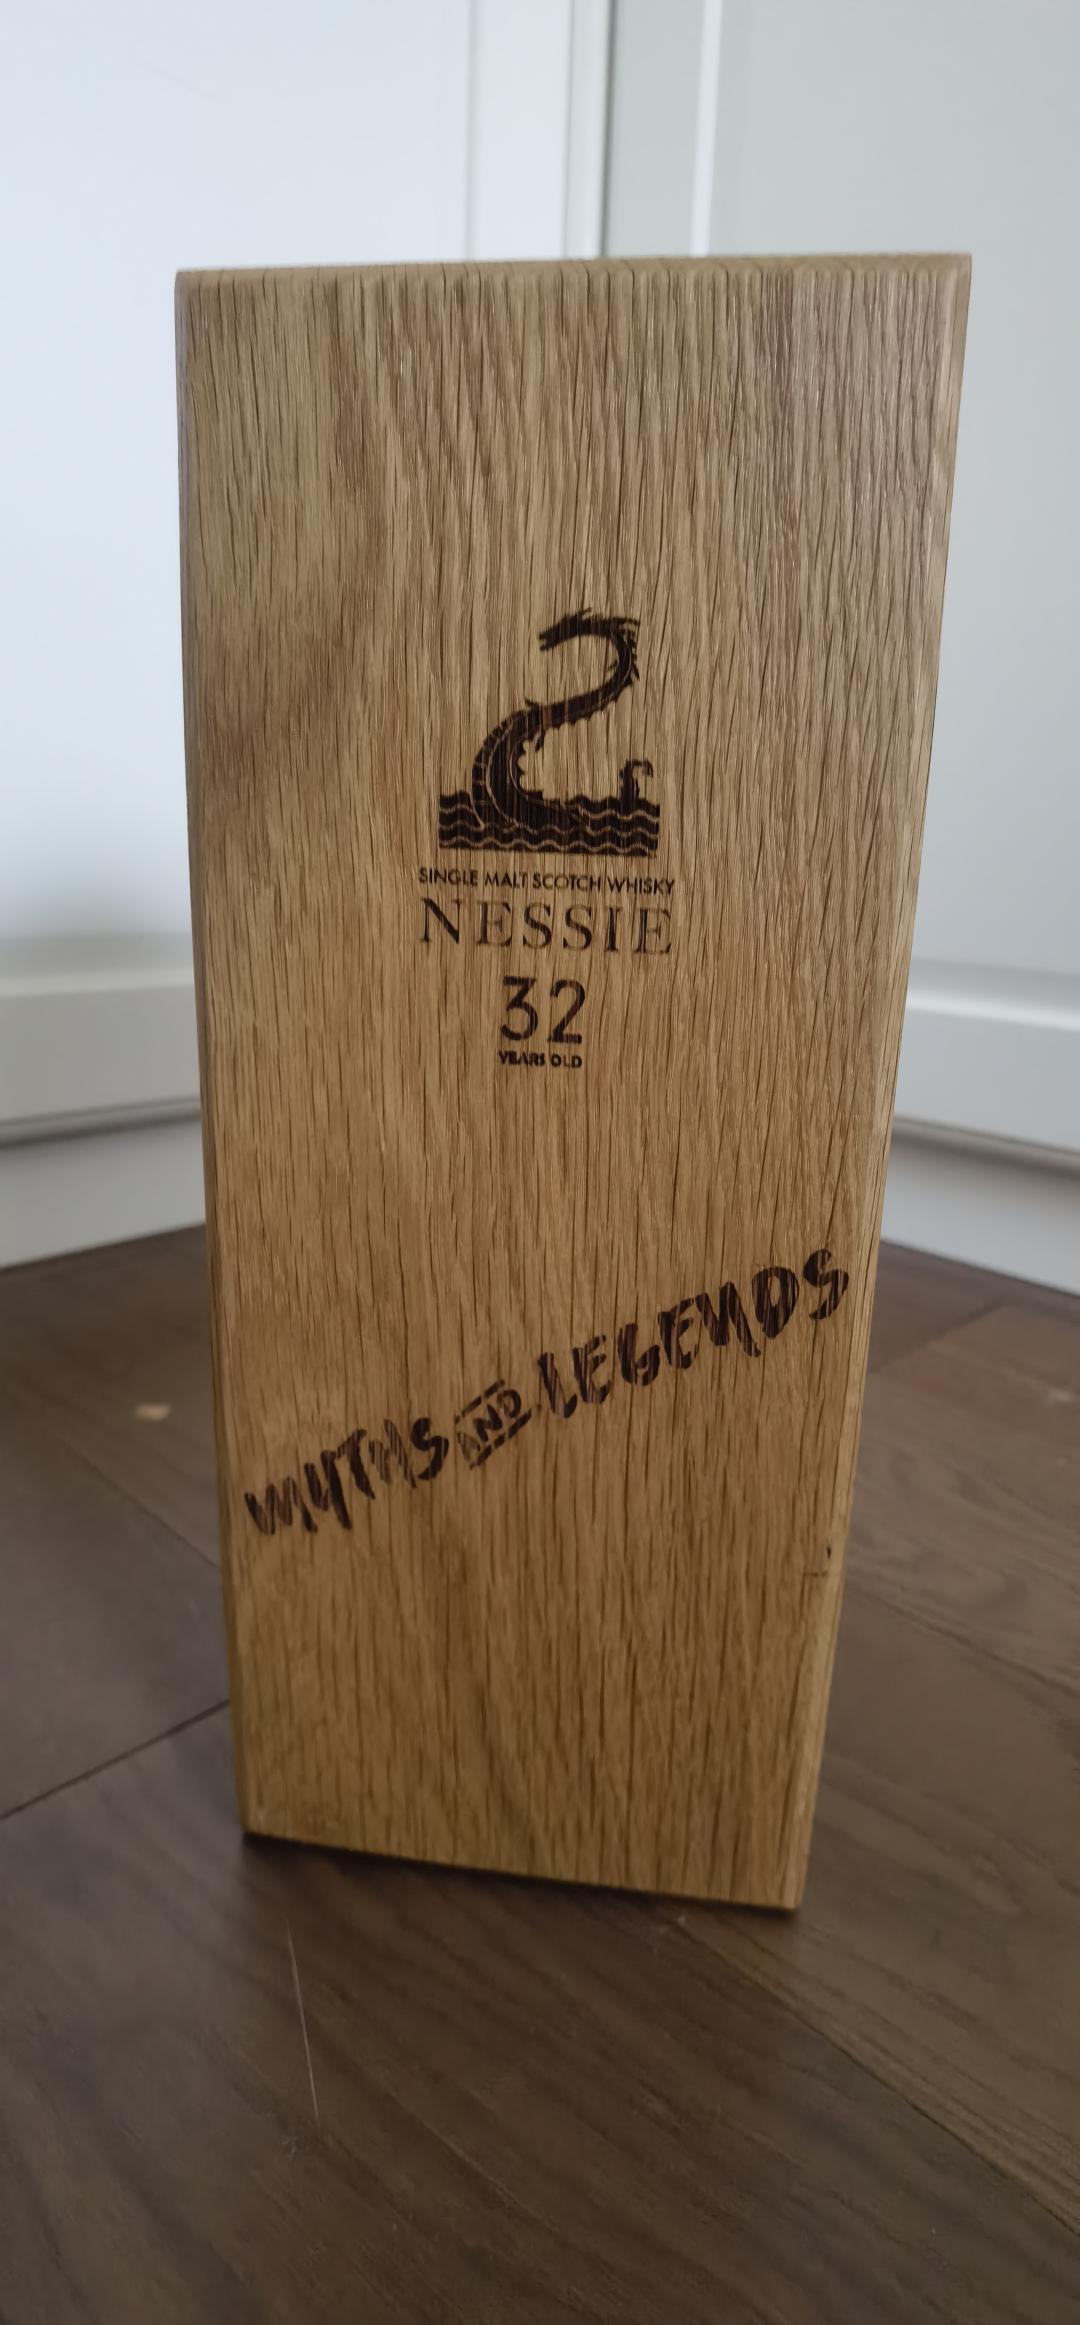 SINGLE MALT SCOTCH WHISKY
NESSIE
32
YEARS OLD
MYTHS AND LEGENDS